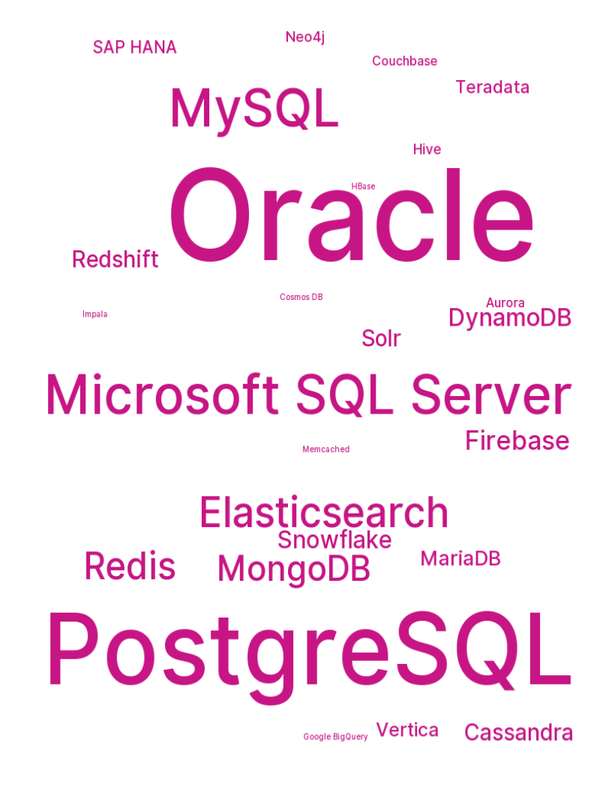 Neo4j
SAP HANA
Couchbase
Teradata
MySQL
Hive
HBase
Oracle
Redshift
Cosmos DB
Aurora
Impala
DynamoDB
Solr
Microsoft SQL Server
Firebase
Memcached
Elasticsearch
Snowflake
MariaDB
Redis
MongoDB
PostgreSQL
Vertica
Cassandra
Google BigQuery